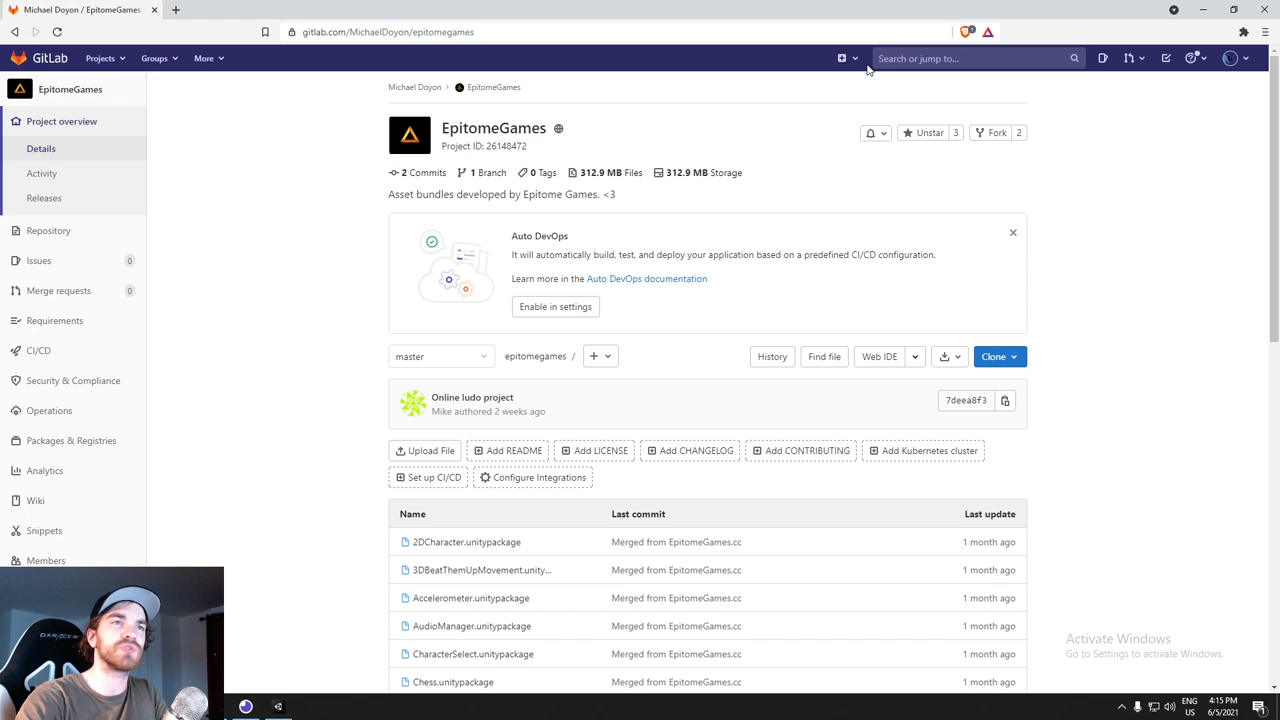 Michael Doyon / EpitomeGames
gitlab.com/MichaelDoyon/epitomegames
GitLab Projects Groups More Search or jump to...
EpitomeGames
Michael Doyon > EpitomeGames
Project overview
Details
Activity
Releases
Repository
Issues 0
Merge requests 0
Requirements
CI/CD
Security & Compliance
Operations
Packages & Registries
Analytics
Wiki
Snippets
Members
EpitomeGames
Project ID: 26148472
Unstar 3 Fork 2
2 Commits 1 Branch 0 Tags 312.9 MB Files 312.9 MB Storage
Asset bundles developed by Epitome Games. <3
Auto DevOps
It will automatically build, test, and deploy your application based on a predefined CI/CD configuration.
Learn more in the Auto DevOps documentation
Enable in settings
master epitomegames / + History Find file Web IDE Clone
Online ludo project
Mike authored 2 weeks ago
7deea8f3
Upload File Add README Add LICENSE Add CHANGELOG Add CONTRIBUTING Add Kubernetes cluster
Set up CI/CD Configure Integrations
Name Last commit Last update
2DCharacter.unitypackage Merged from EpitomeGames.cc 1 month ago
3DBeatThemUpMovement.unity... Merged from EpitomeGames.cc 1 month ago
Accelerometer.unitypackage Merged from EpitomeGames.cc 1 month ago
AudioManager.unitypackage Merged from EpitomeGames.cc 1 month ago
CharacterSelect.unitypackage Merged from EpitomeGames.cc 1 month ago
Chess.unitypackage Merged from EpitomeGames.cc 1 month ago
Activate Windows
Go to Settings to activate Windows.
DXRACER
ENG
US
4:15 PM
6/5/2021